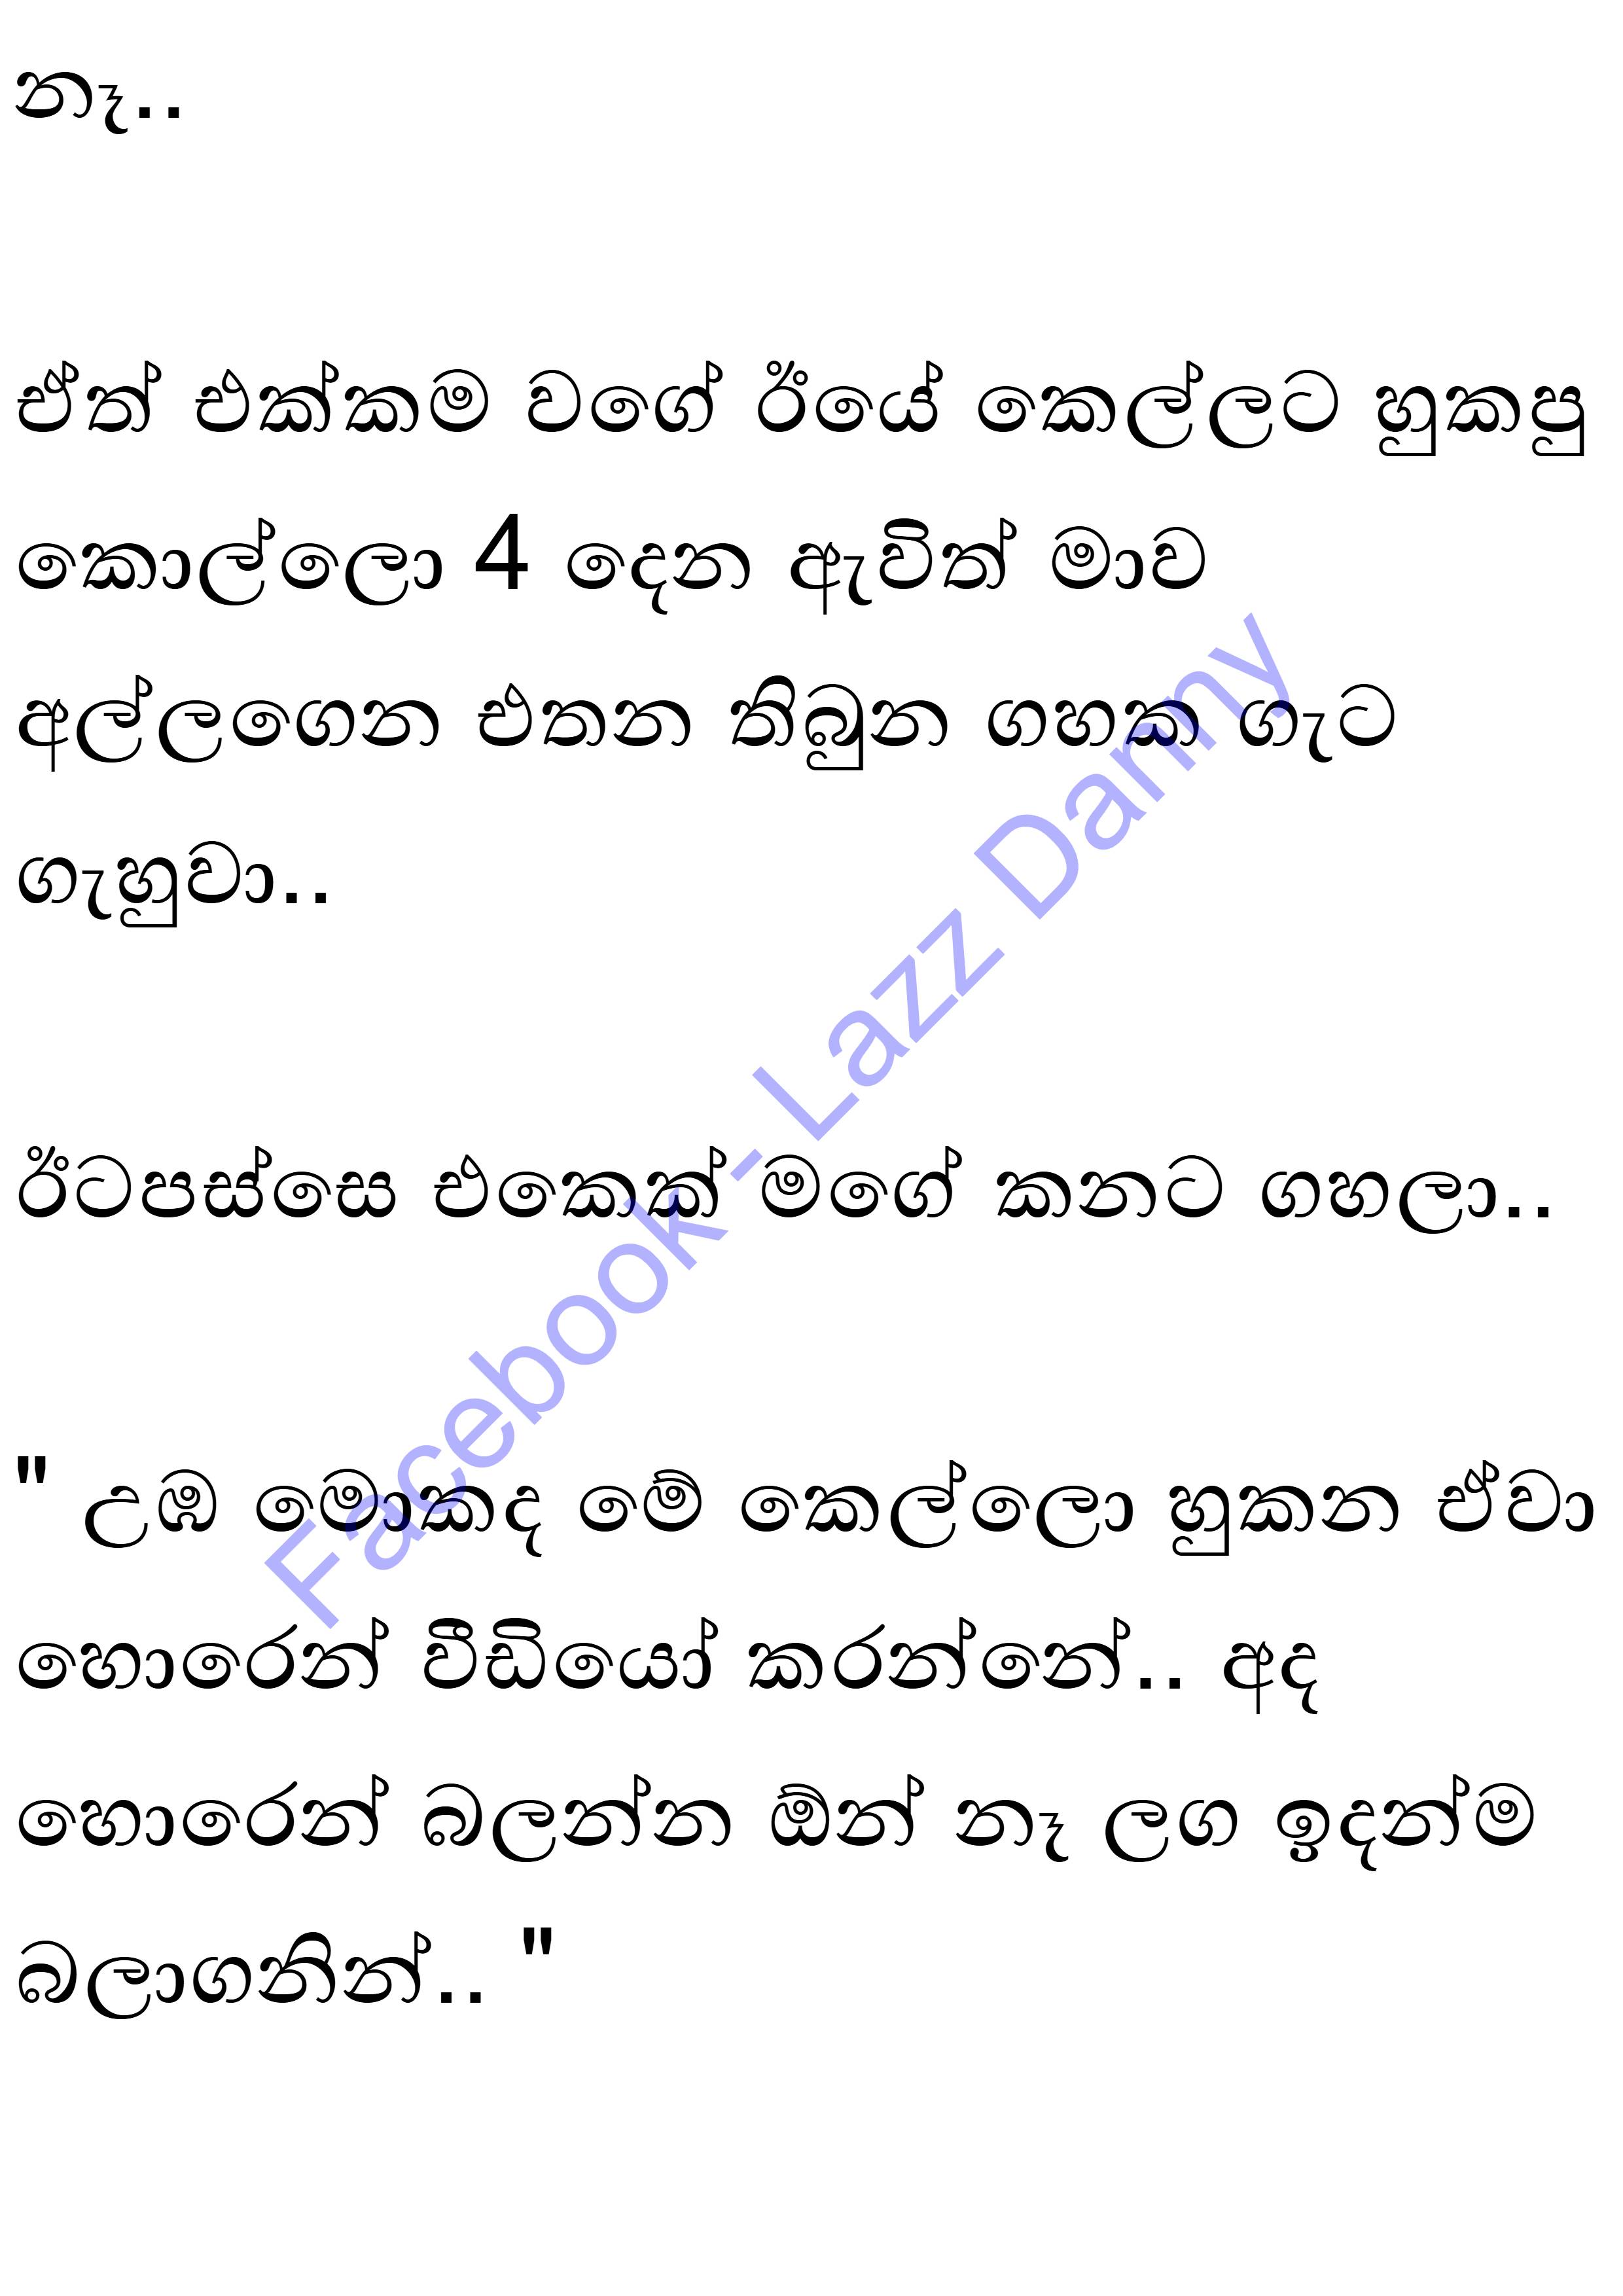 නෑ..
ඒත් එක්කම වගේ ඊයේ කෙල්ලට හුකපු
කොල්ලො 4 දෙන ඇවිත් මාව
අල්ලගෙන එතන තිබුන ගහක ගැට
ගැහුවා..
ඊටපස්සෙ එකෙක් මගේ කනට ගහලා..
" උඹ මොකද මේ කෙල්ලො හුකන ඒවා
හොරෙන් වීඩියෝ කරන්නේ.. අද
හොරෙන් බලන්න ඕන් නෑ ලග ඉදන්ම
බලාගනින්.. "
Facebook- Lazz Danny